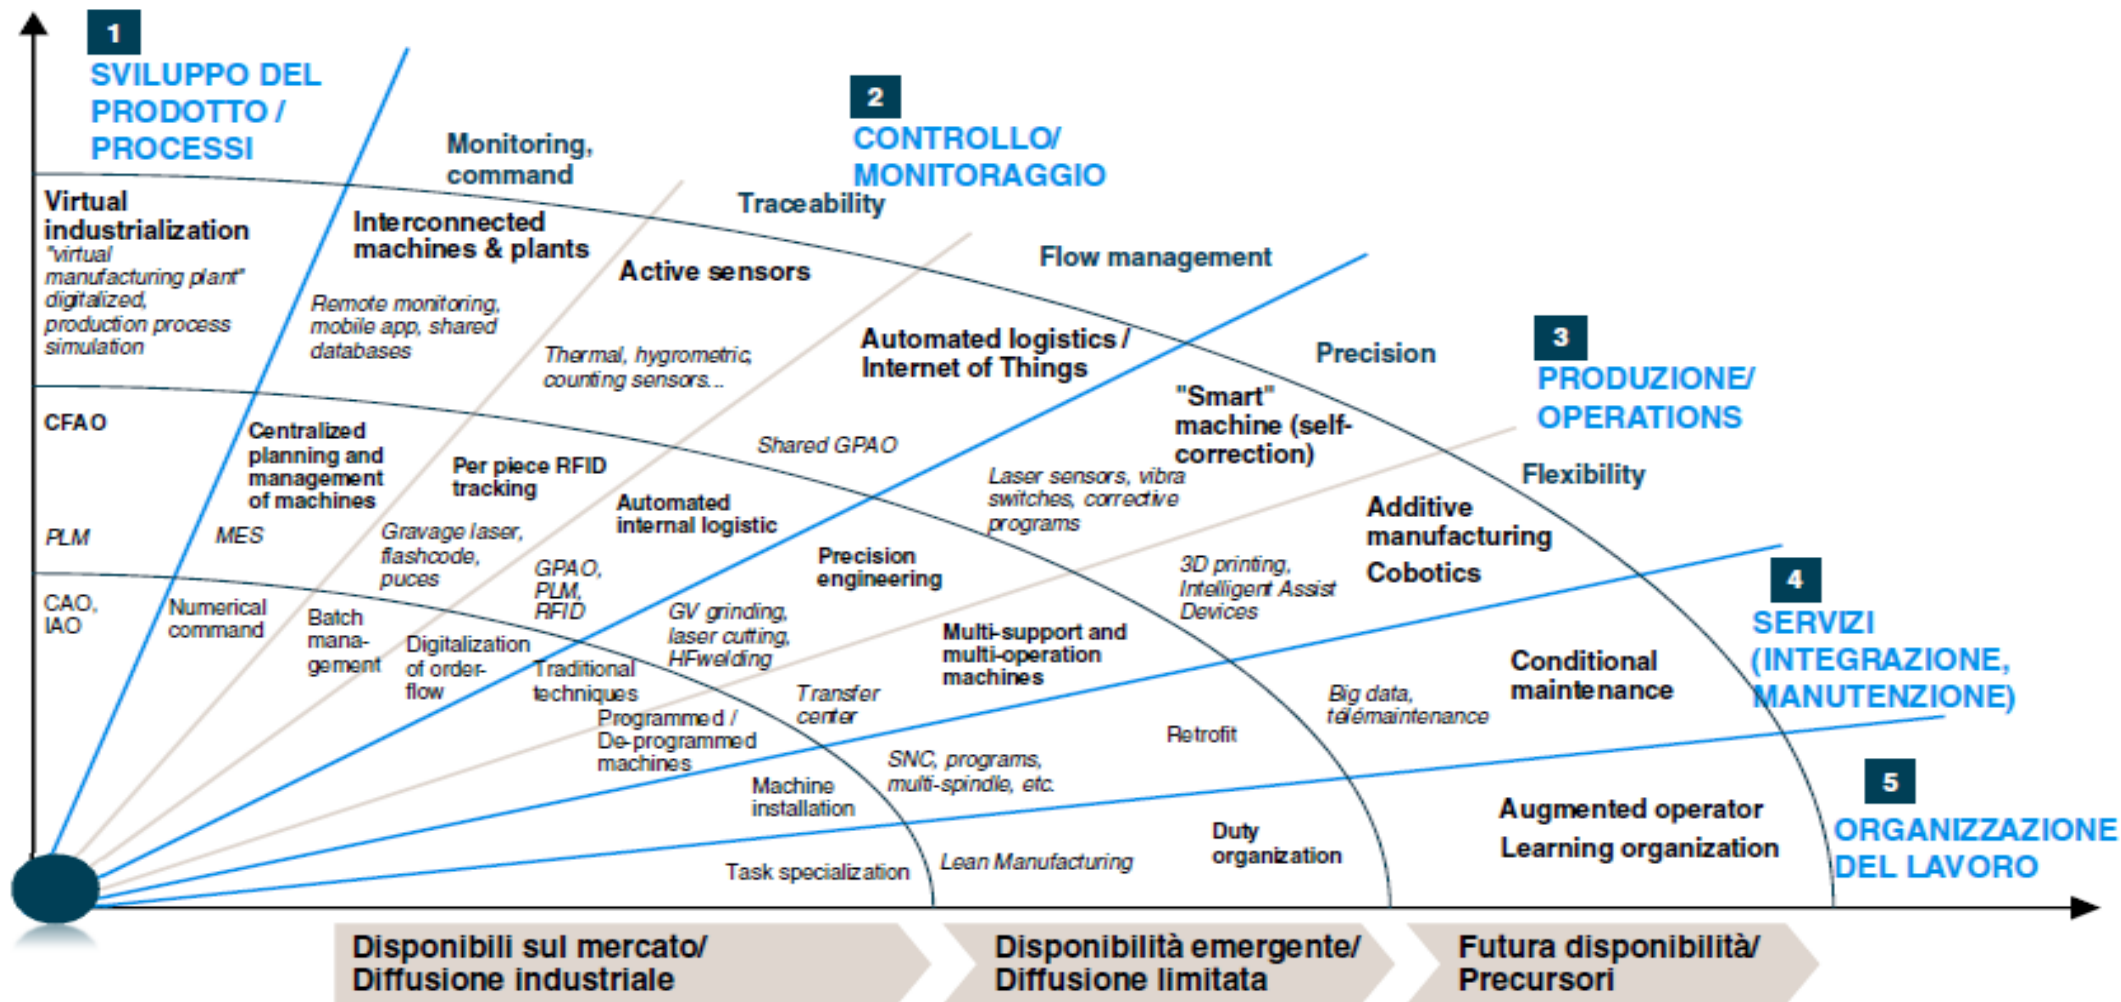 1
SVILUPPO DEL
PRODOTTO /
PROCESSI
2
CONTROLLO/
MONITORAGGIO
Monitoring,
command
Traceability
Flow management
3
PRODUZIONE/
OPERATIONS
Precision
Flexibility
4
SERVIZI
(INTEGRAZIONE,
MANUTENZIONE)
5
ORGANIZZAZIONE
DEL LAVORO
Virtual
industrialization
"virtual
manufacturing plant"
digitalized,
production process
simulation
Interconnected
machines & plants
Remote monitoring,
mobile app, shared
databases
Active sensors
Thermal, hygrometric,
counting sensors...
Automated logistics /
Internet of Things
Shared GPAO
"Smart"
machine (self-
correction)
Laser sensors, vibra
switches, corrective
programs
Additive
manufacturing
Cobotics
3D printing,
Intelligent Assist
Devices
Conditional
maintenance
Big data,
télémaintenance
Augmented operator
Learning organization
CFAO
PLM
Centralized
planning and
management
of machines
MES
Per piece RFID
tracking
Gravage laser,
flashcode,
puces
Automated
internal logistic
GPAO,
PLM,
RFID
Precision
engineering
GV grinding,
laser cutting,
HFwelding
Multi-support and
multi-operation
machines
Transfer
center
Retrofit
SNC, programs,
multi-spindle, etc.
Duty
organization
Lean Manufacturing
CAO,
IAO
Numerical
command
Batch
mana-
gement
Digitalization
of order-
flow
Traditional
techniques
Programmed /
De-programmed
machines
Machine
installation
Task specialization
Disponibili sul mercato/
Diffusione industriale
Disponibilità emergente/
Diffusione limitata
Futura disponibilità/
Precursori